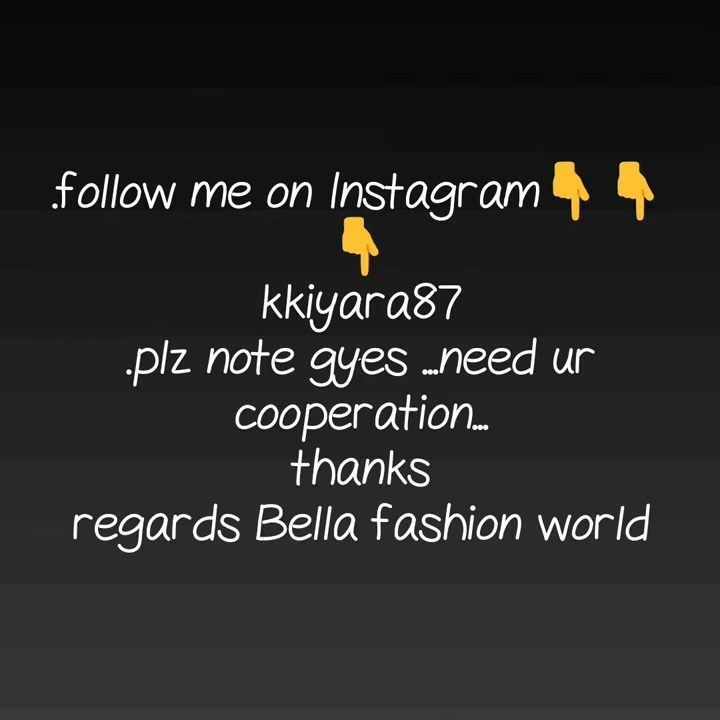 .follow me on Instagram👇👇
👇
kkiyara87
.plz note gyes ...need ur
cooperation...
thanks
regards Bella fashion world